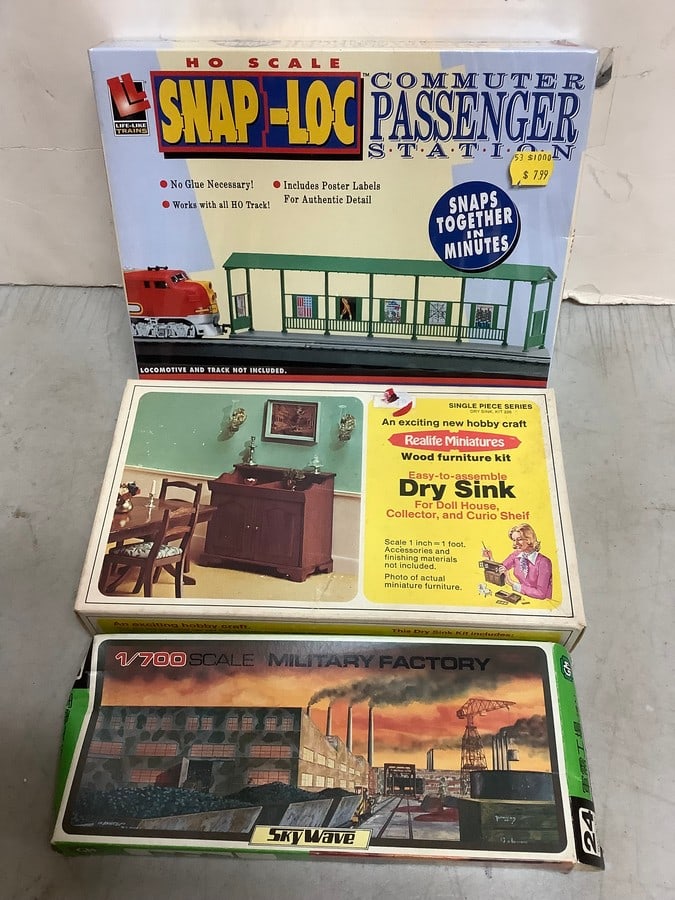 HO SCALE
SNAP-LOC™
COMMUTER
PASSENGER
S·T·A·T·I·O·N
LL
LIFE-LIKE
TRAINS
53 $1000
$ 7.99
● No Glue Necessary!
● Works with all HO Track!
● Includes Poster Labels
For Authentic Detail
SNAPS
TOGETHER
IN
MINUTES
LOCOMOTIVE AND TRACK NOT INCLUDED.
SINGLE PIECE SERIES
An exciting new hobby craft
Realife Miniatures
Wood furniture kit
Easy-to-assemble
Dry Sink
For Doll House,
Collector, and Curio Shelf
Scale 1 inch = 1 foot.
Accessories and
finishing materials
not included.
Photo of actual
miniature furniture.
An exciting hobby craft.
This Dry Sink Kit includes:
1/700 SCALE MILITARY FACTORY
SkyWave
24